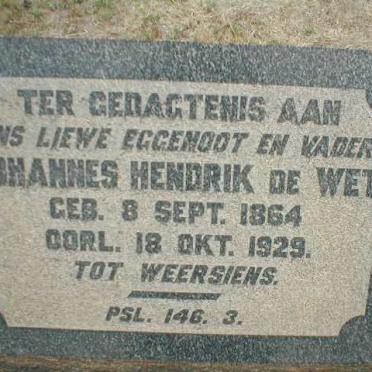 TER GEDAGTENIS AAN
NS LIEWE EGGENOOT EN VADER
OHANNES HENDRIK DE WET
GEB. 8 SEPT. 1864
OORL. 18 OKT. 1929.
TOT WEERSIENS.
PSL. 146. 3.